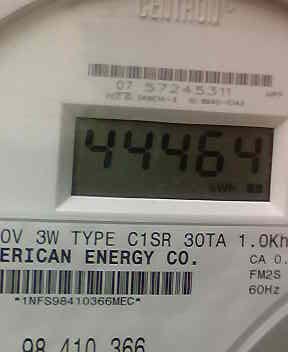 CENTRON
07 57245311
44464
kWh
0V 3W TYPE C1SR 30TA 1.0Kh
ERICAN ENERGY CO.
CA 0.
FM2S
60Hz
*1NFS98410366MEC*
98 410 366